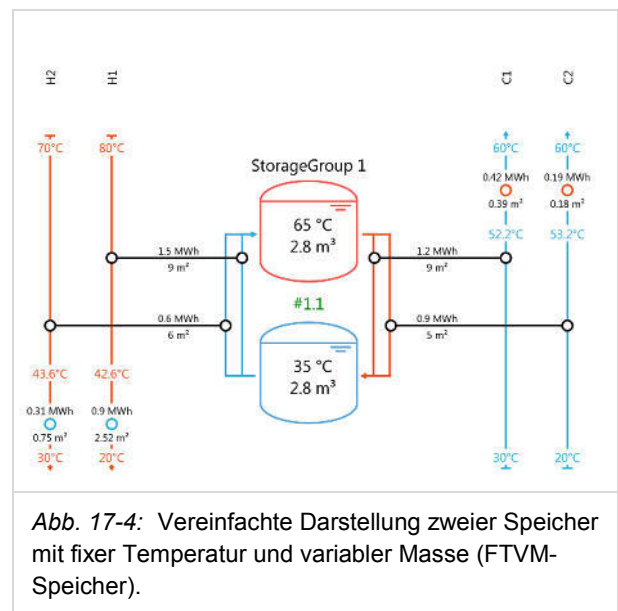 H2 H1 C1 C2
70°C 80°C 60°C 60°C
StorageGroup 1
0.42 MWh 0.19 MWh
0.39 m² 0.18 m²
65 °C
2.8 m³
52.2°C 53.2°C
1.5 MWh 1.2 MWh
9 m² 9 m²
#1.1
0.6 MWh 0.9 MWh
6 m² 5 m²
35 °C
2.8 m³
43.6°C 42.6°C
0.31 MWh 0.9 MWh
0.75 m² 2.52 m²
30°C 20°C 30°C 20°C
Abb. 17-4: Vereinfachte Darstellung zweier Speicher
mit fixer Temperatur und variabler Masse (FTVM-
Speicher).